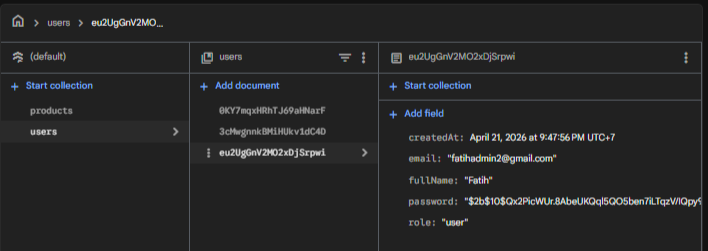 users > eu2UgGnV2MO...
(default)
+ Start collection
products
users
users
+ Add document
0KY7mqxHRhTJ69aHNarF
3cMwgnnkBMiHUkv1dC4D
eu2UgGnV2MO2xDjSrpwi
eu2UgGnV2MO2xDjSrpwi
+ Start collection
+ Add field
createdAt: April 21, 2026 at 9:47:56 PM UTC+7
email: "fatihadmin2@gmail.com"
fullName: "Fatih"
password: "$2b$10$Qx2PicWUr.8AbeUKQql5QO5ben7iLTqzV/IQpy9
role: "user"